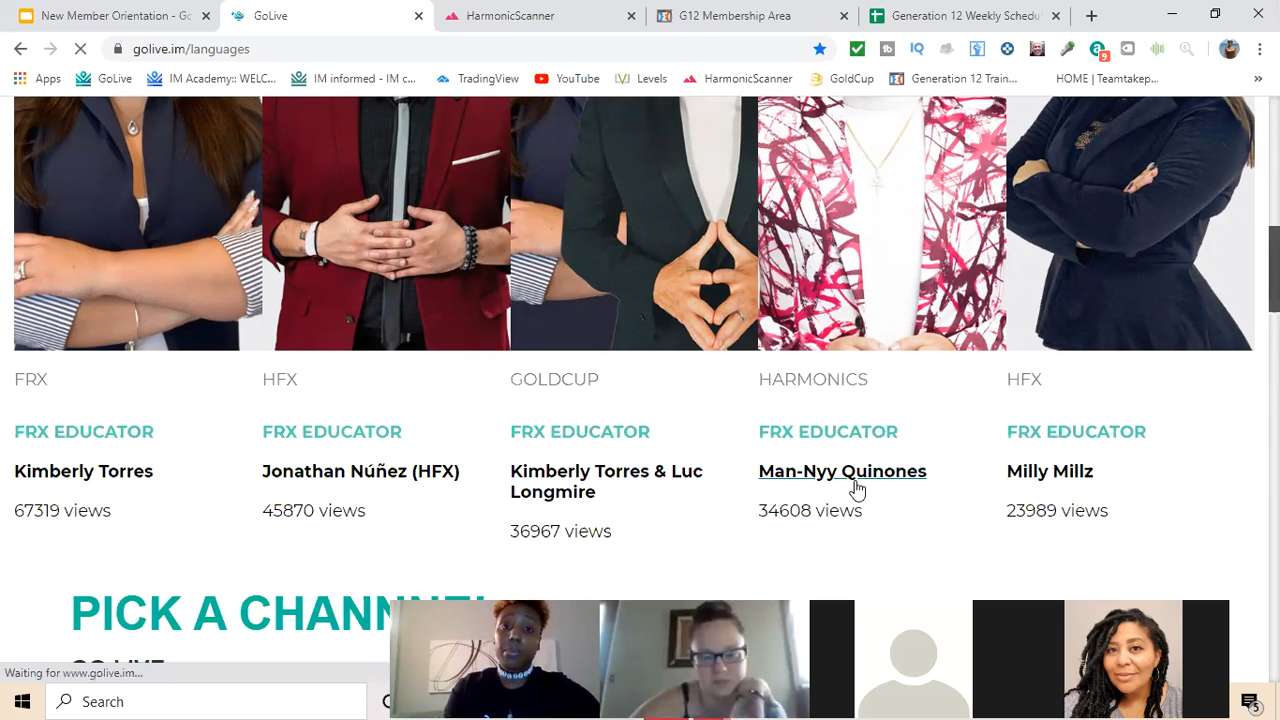 New Member Orientation - Go
GoLive
HarmonicScanner
G12 Membership Area
Generation 12 Weekly Schedu
golive.im/languages
9
Apps
GoLive
IM Academy:: WELC...
IM informed - IM c...
TradingView
YouTube
Levels
HarmonicScanner
GoldCup
Generation 12 Train...
HOME | Teamtakep...
»
FRX
HFX
GOLDCUP
HARMONICS
HFX
FRX EDUCATOR
FRX EDUCATOR
FRX EDUCATOR
FRX EDUCATOR
FRX EDUCATOR
Kimberly Torres
Jonathan Núñez (HFX)
Kimberly Torres & Luc
Longmire
Man-Nyy Quinones
Milly Millz
67319 views
45870 views
36967 views
34608 views
23989 views
PICK A
Waiting for www.golive.im...
Search
5